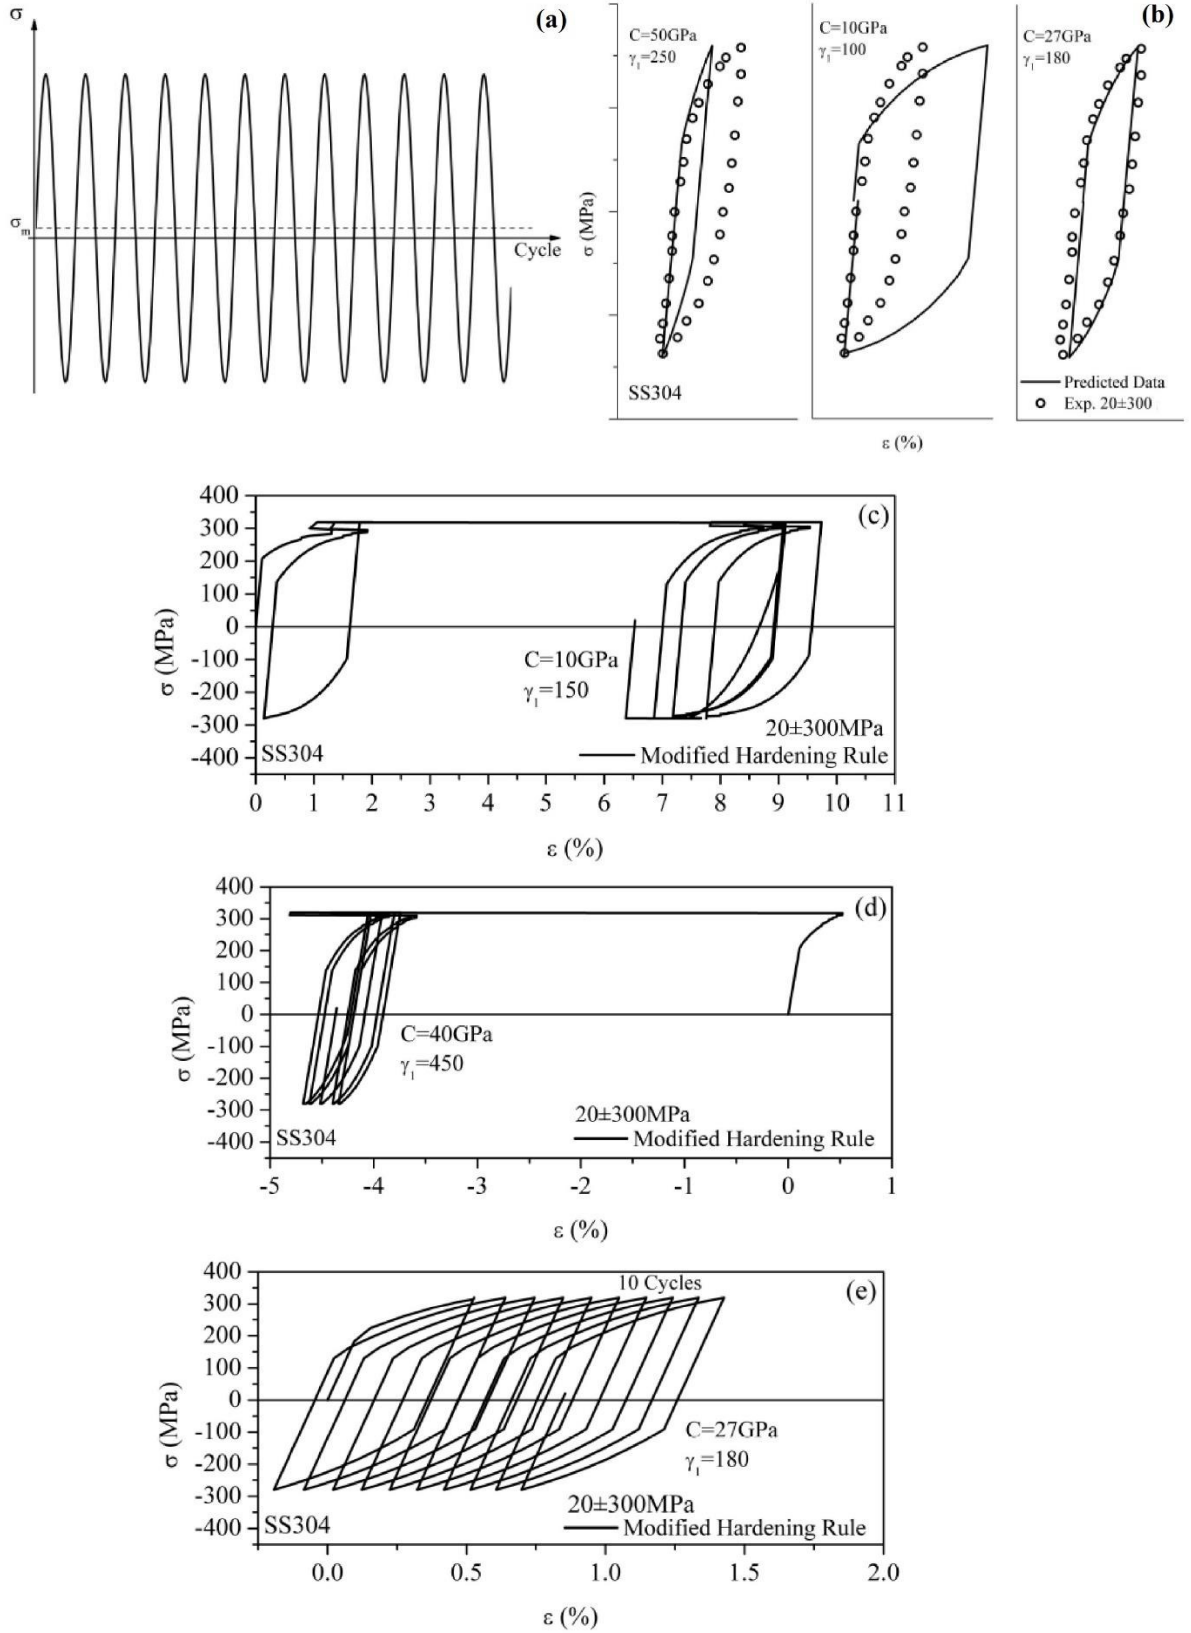 σ
(a)
σm
Cycle
(b)
C=50GPa
γ1=250
C=10GPa
γ1=100
C=27GPa
γ1=180
σ (MPa)
SS304
Predicted Data
Exp. 20±300
ε (%)
400
300
200
100
0
-100
-200
-300
-400
σ (MPa)
(c)
C=10GPa
γ1=150
20±300MPa
SS304
Modified Hardening Rule
0 1 2 3 4 5 6 7 8 9 10 11
ε (%)
400
300
200
100
0
-100
-200
-300
-400
σ (MPa)
(d)
C=40GPa
γ1=450
20±300MPa
SS304
Modified Hardening Rule
-5 -4 -3 -2 -1 0 1
ε (%)
400
300
200
100
0
-100
-200
-300
-400
σ (MPa)
10 Cycles
(e)
C=27GPa
γ1=180
20±300MPa
SS304
Modified Hardening Rule
0.0 0.5 1.0 1.5 2.0
ε (%)